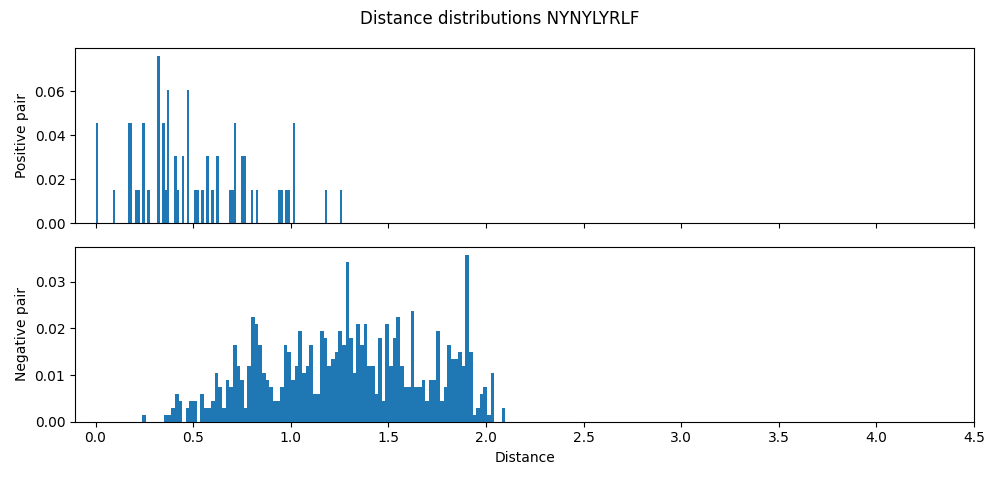 Distance distributions NYNYLYRLF
Positive pair
0.06
0.04
0.02
0.00
Negative pair
0.03
0.02
0.01
0.00
0.0 0.5 1.0 1.5 2.0 2.5 3.0 3.5 4.0 4.5
Distance